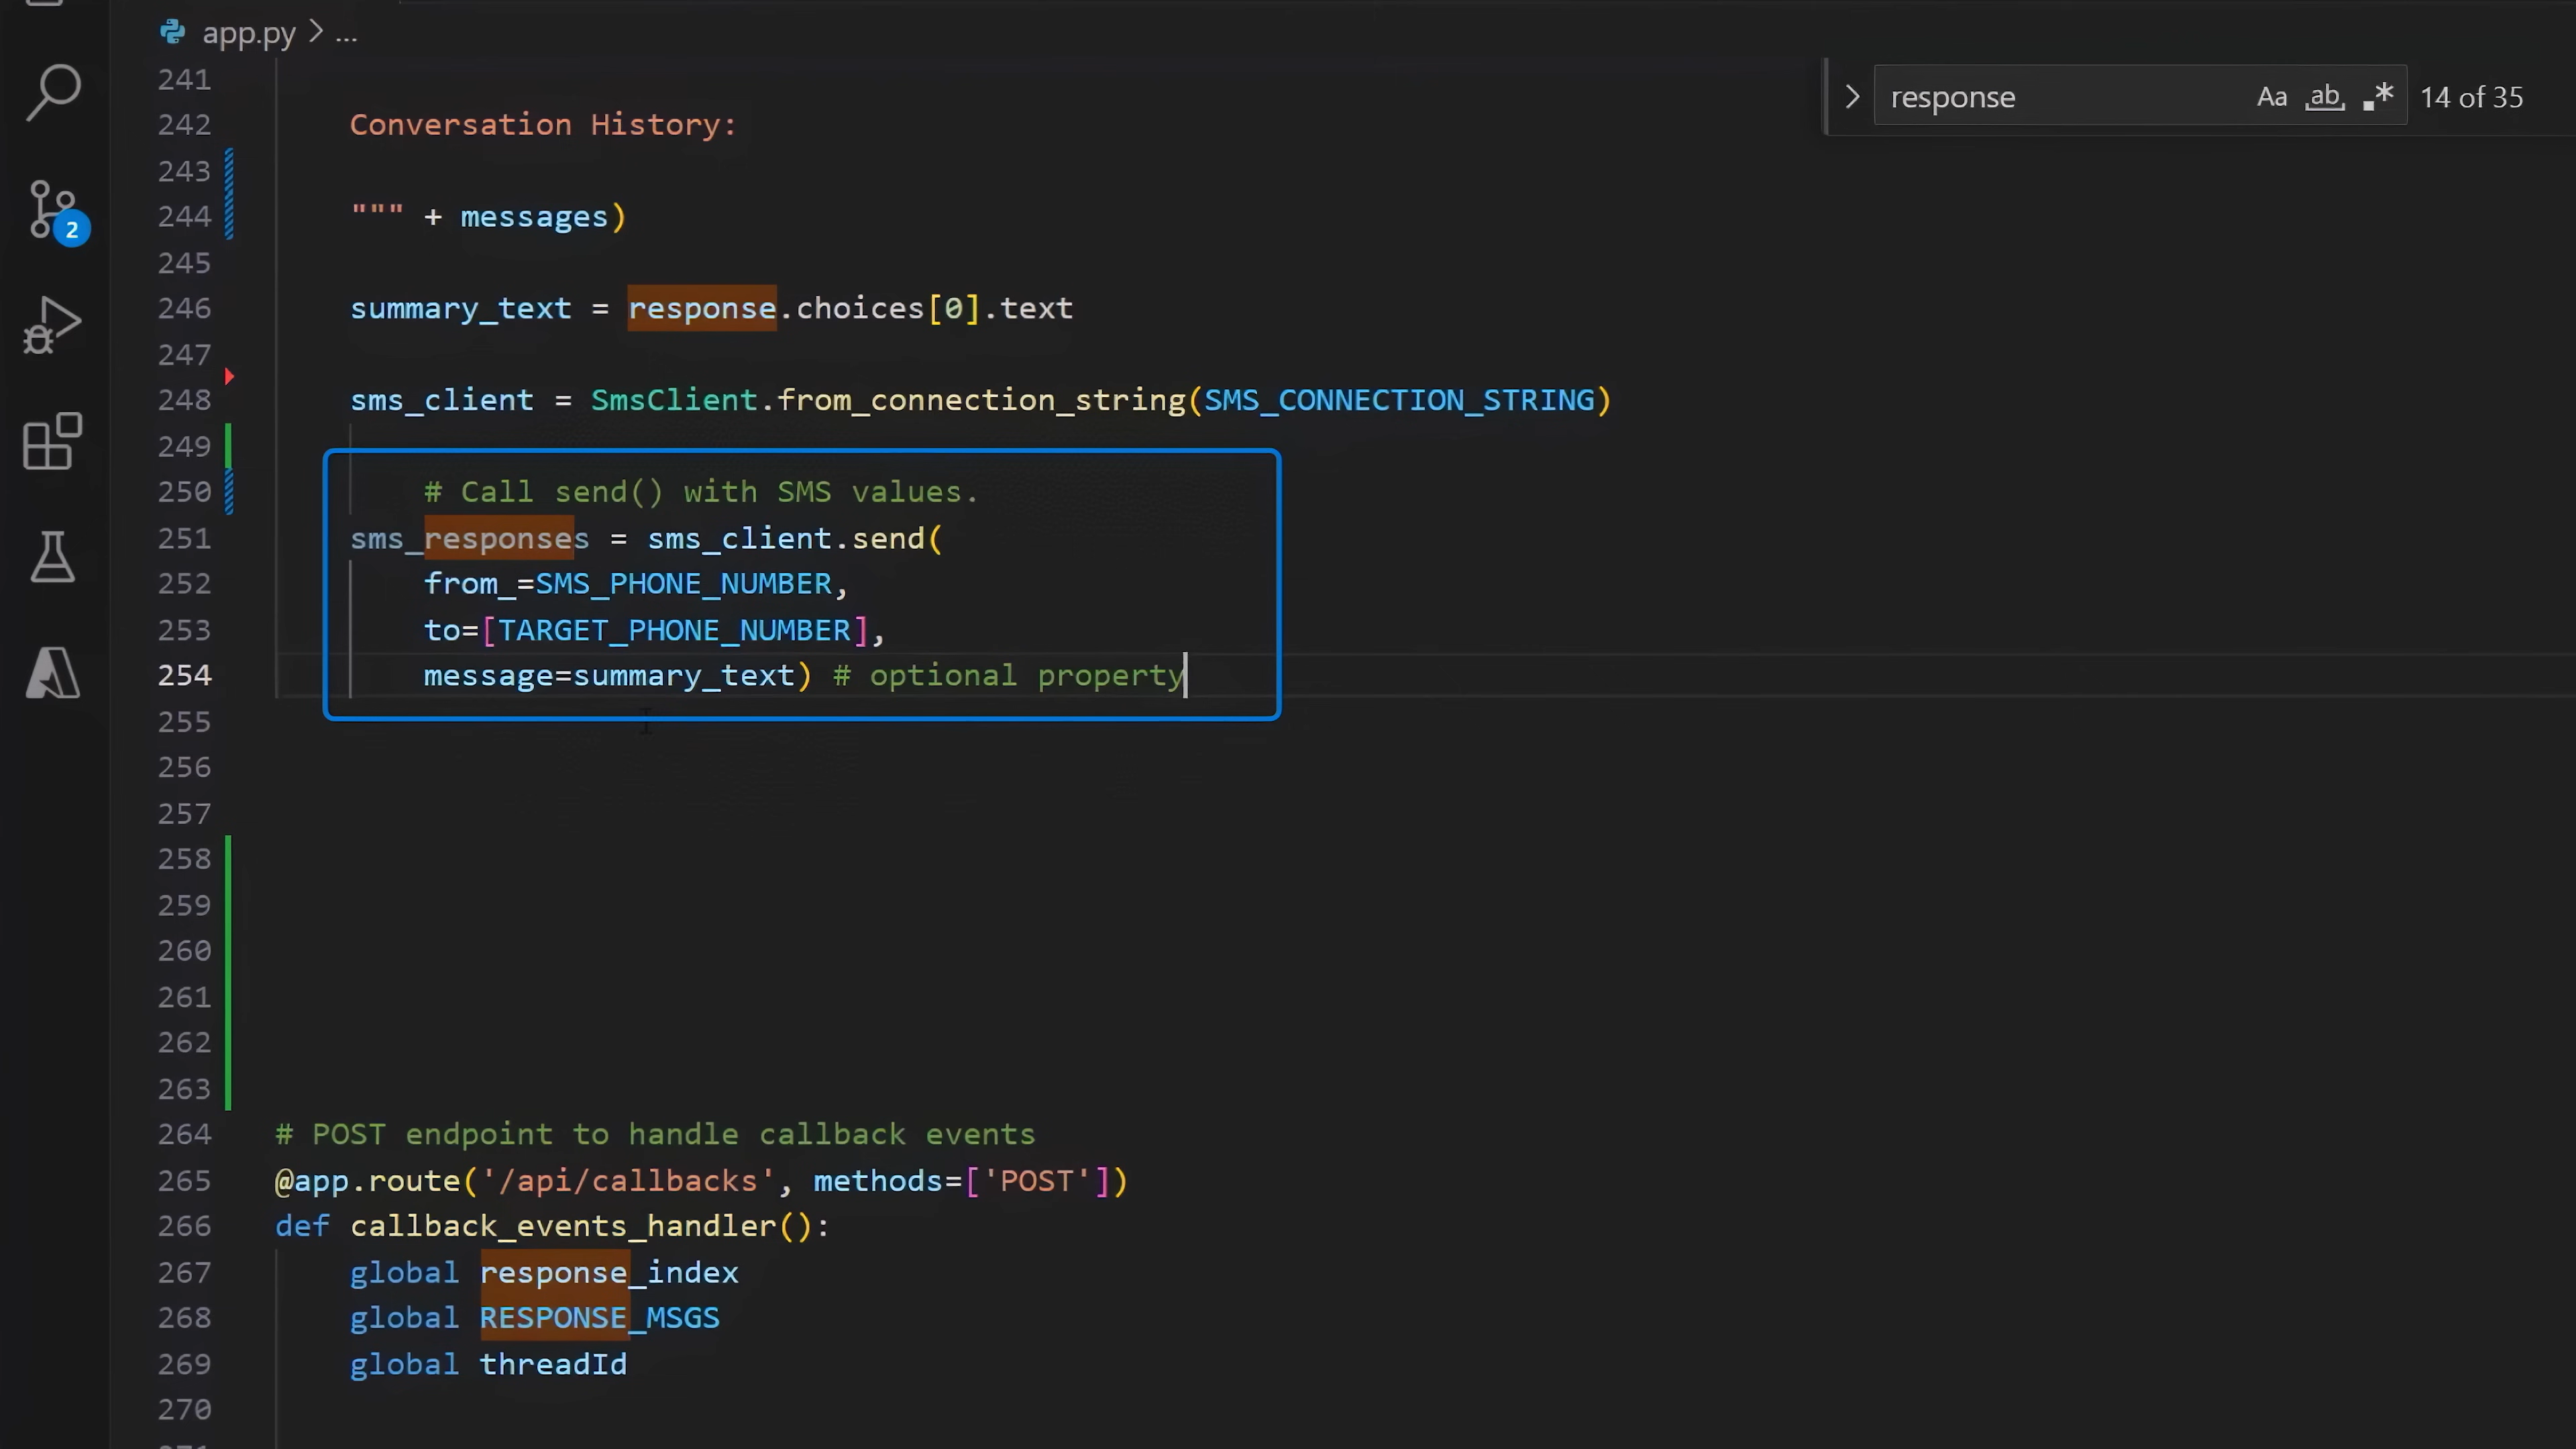 app.py > ...
response Aa ab .* 14 of 35
241
242 Conversation History:
243
244 """ + messages)
245
246 summary_text = response.choices[0].text
247
248 sms_client = SmsClient.from_connection_string(SMS_CONNECTION_STRING)
249
250 # Call send() with SMS values.
251 sms_responses = sms_client.send(
252 from_=SMS_PHONE_NUMBER,
253 to=[TARGET_PHONE_NUMBER],
254 message=summary_text) # optional property
255
256
257
258
259
260
261
262
263
264 # POST endpoint to handle callback events
265 @app.route('/api/callbacks', methods=['POST'])
266 def callback_events_handler():
267 global response_index
268 global RESPONSE_MSGS
269 global threadId
270
2